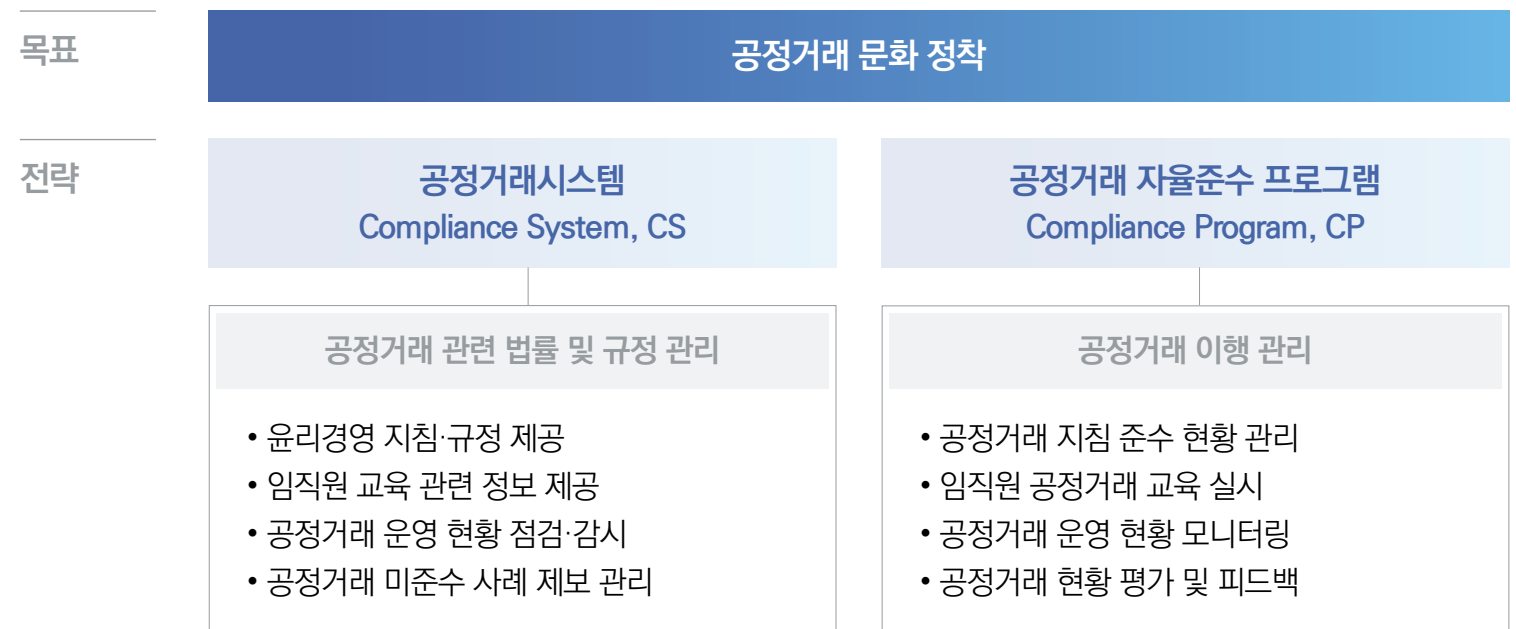 목표
공정거래 문화 정착
전략
공정거래시스템
Compliance System, CS
공정거래 관련 법률 및 규정 관리
• 윤리경영 지침·규정 제공
• 임직원 교육 관련 정보 제공
• 공정거래 운영 현황 점검·감시
• 공정거래 미준수 사례 제보 관리
공정거래 자율준수 프로그램
Compliance Program, CP
공정거래 이행 관리
• 공정거래 지침 준수 현황 관리
• 임직원 공정거래 교육 실시
• 공정거래 운영 현황 모니터링
• 공정거래 현황 평가 및 피드백